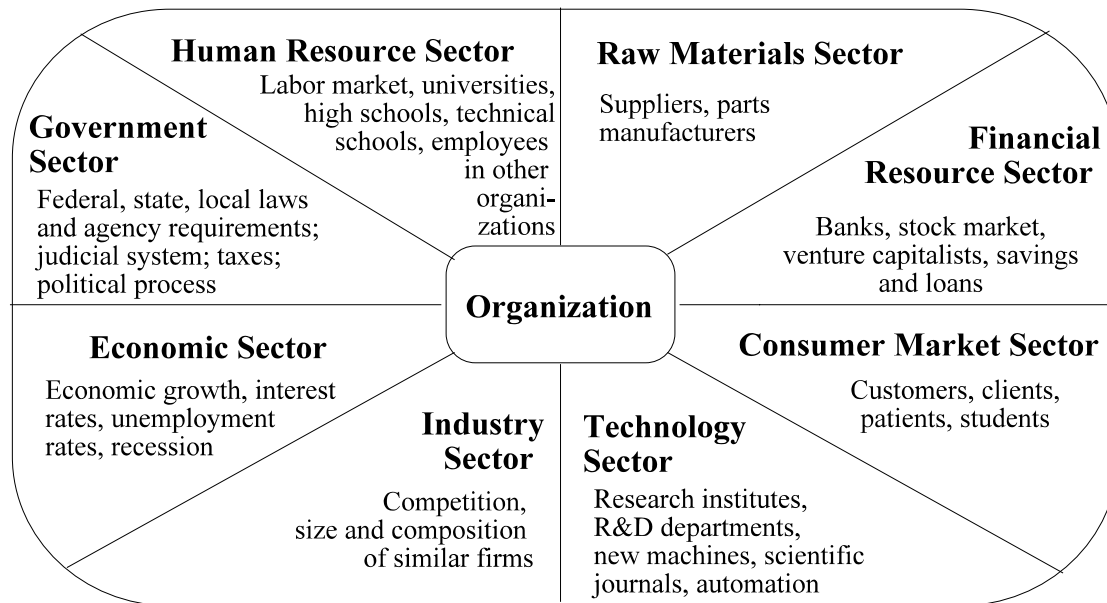 Human Resource Sector
Labor market, universities,
high schools, technical
schools, employees
in other
organi-
zations
Raw Materials Sector
Suppliers, parts
manufacturers
Financial
Resource Sector
Banks, stock market,
venture capitalists, savings
and loans
Government
Sector
Federal, state, local laws
and agency requirements;
judicial system; taxes;
political process
Organization
Economic Sector
Economic growth, interest
rates, unemployment
rates, recession
Industry
Sector
Competition,
size and composition
of similar firms
Technology
Sector
Research institutes,
R&D departments,
new machines, scientific
journals, automation
Consumer Market Sector
Customers, clients,
patients, students